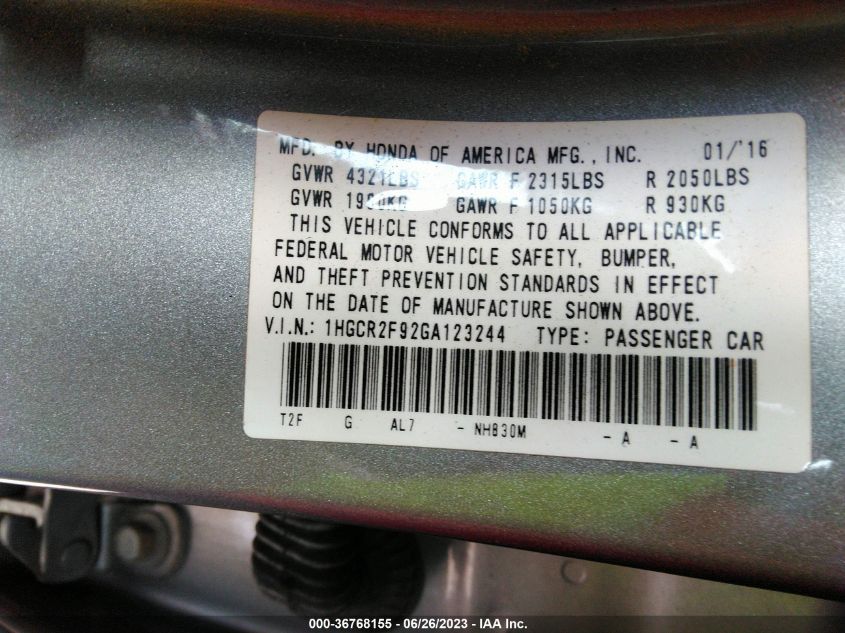 MFD. BY HONDA OF AMERICA MFG., INC. 01/'16
GVWR 4321LBS GAWR F 2315LBS R 2050LBS
GVWR GAWR F 1050KG R 930KG
THIS VEHICLE CONFORMS TO ALL APPLICABLE
FEDERAL MOTOR VEHICLE SAFETY, BUMPER,
AND THEFT PREVENTION STANDARDS IN EFFECT
ON THE DATE OF MANUFACTURE SHOWN ABOVE.
V.I.N.: 1HGCR2F92GA123244 TYPE: PASSENGER CAR
T2F G AL7 - NH830M - A - A
000-36768155 - 06/26/2023 - IAA Inc.